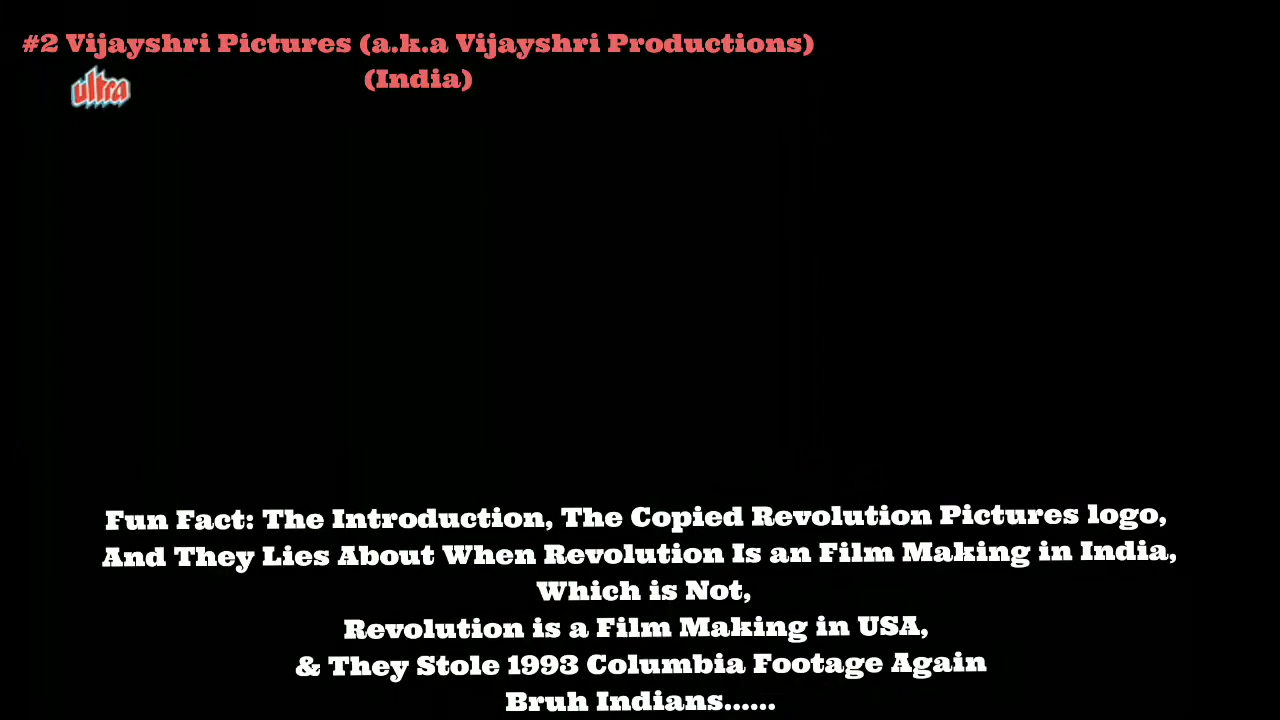 #2 Vijayshri Pictures (a.k.a Vijayshri Productions)
(India)
ultra
Fun Fact: The Introduction, The Copied Revolution Pictures logo,
And They Lies About When Revolution Is an Film Making in India,
Which is Not,
Revolution is a Film Making in USA,
& They Stole 1993 Columbia Footage Again
Bruh Indians......